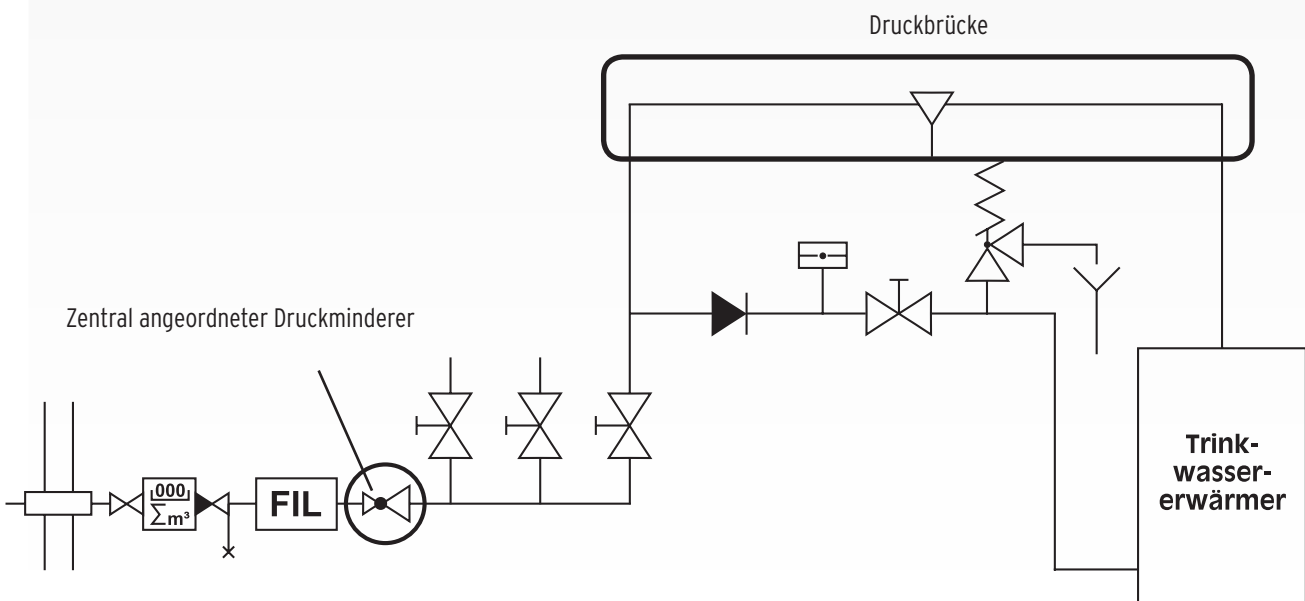 Druckbrücke
Zentral angeordneter Druckminderer
000
∑m³
FIL
Trink-
wasser-
erwärmer